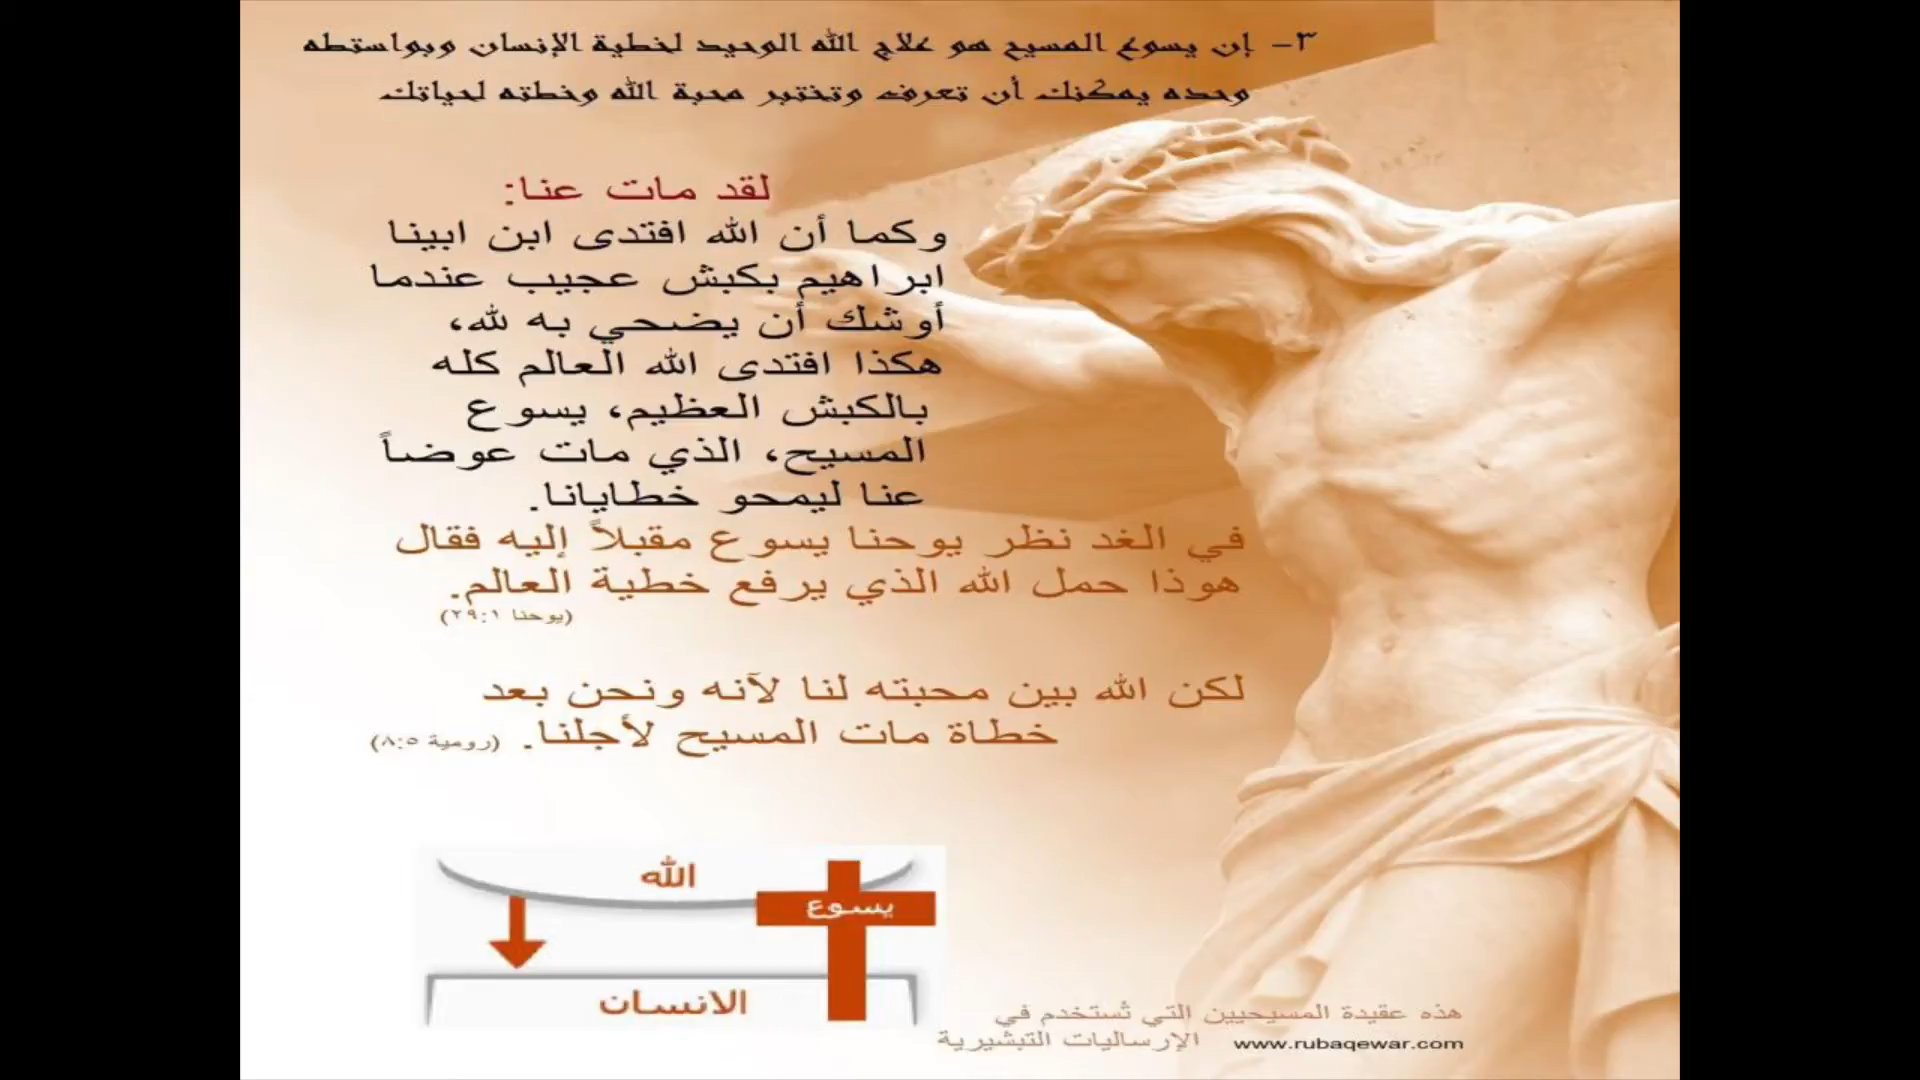 ٣- إن يسوع المسيح هو علاج الله الوحيد لخطية الإنسان وبواسطه
وحده يمكنك أن تعرف وتختبر محبة الله وخطته لحياتك
لقد مات عنا:
وكما أن الله افتدى ابن ابينا
ابراهيم بكبش عجيب عندما
أوشك أن يضحي به لله،
هكذا افتدى الله العالم كله
بالكبش العظيم، يسوع
المسيح، الذي مات عوضاً
عنا ليمحو خطايانا.
في الغد نظر يوحنا يسوع مقبلاً إليه فقال
هوذا حمل الله الذي يرفع خطية العالم.
(يوحنا ٢٩:١)
لكن الله بين محبته لنا لآنه ونحن بعد
خطاة مات المسيح لأجلنا. (رومية ٨:٥)
الله
يسوع
الانسان
هذه عقيدة المسيحيين التي تُستخدم في
الإرساليات التبشيرية www.rubaqewar.com